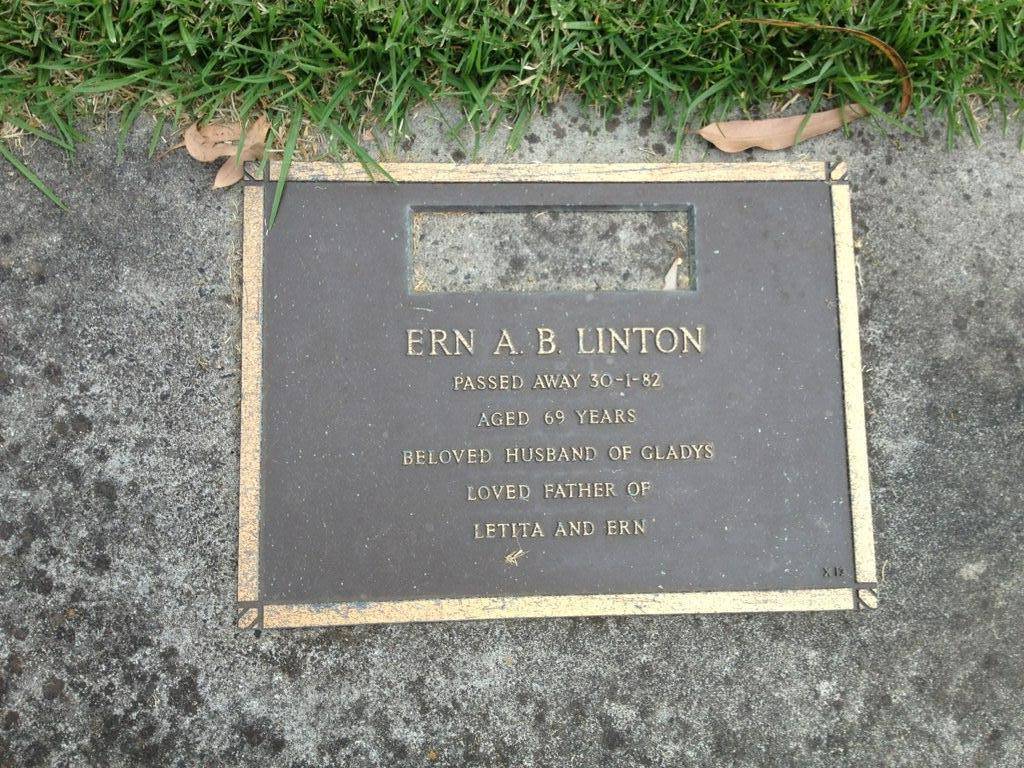 ERN A. B. LINTON
PASSED AWAY 30-1-82
AGED 69 YEARS
BELOVED HUSBAND OF GLADYS
LOVED FATHER OF
LETITA AND ERN